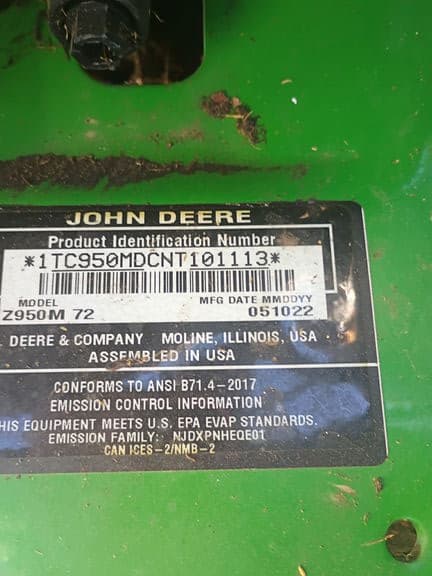 JOHN DEERE
Product Identification Number
*1TC950MDCNT101113*
MODEL MFG DATE MMDDYY
Z950M 72 051022
DEERE & COMPANY MOLINE, ILLINOIS, USA
ASSEMBLED IN USA
CONFORMS TO ANSI B71.4-2017
EMISSION CONTROL INFORMATION
HIS EQUIPMENT MEETS U.S. EPA EVAP STANDARDS.
EMISSION FAMILY: NJDXPNHEQE01
CAN ICES-2/NMB-2